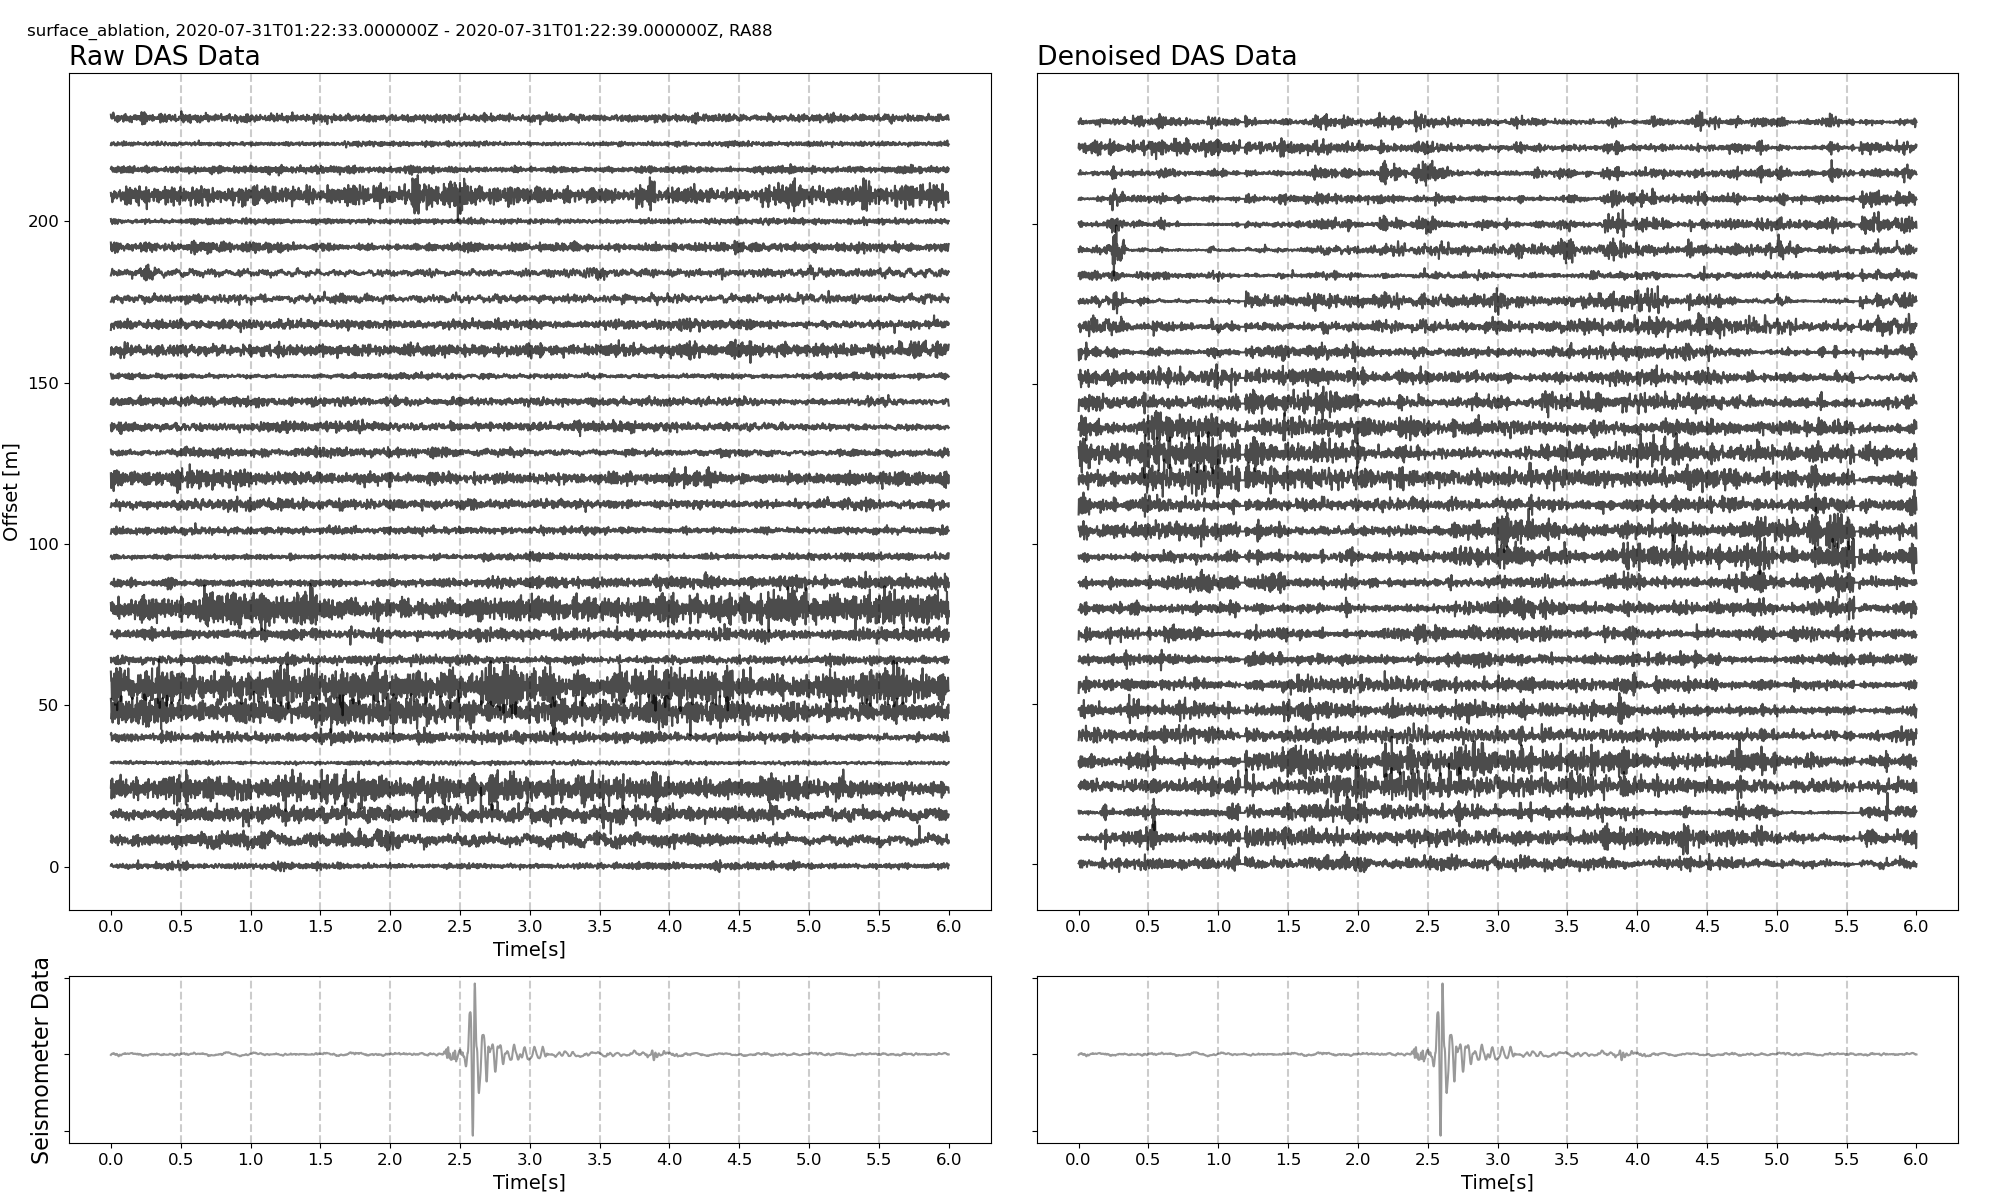 surface_ablation, 2020-07-31T01:22:33.000000Z - 2020-07-31T01:22:39.000000Z, RA88
Raw DAS Data
Denoised DAS Data
Offset [m]
200
150
100
50
0
0.0 0.5 1.0 1.5 2.0 2.5 3.0 3.5 4.0 4.5 5.0 5.5 6.0
Time[s]
0.0 0.5 1.0 1.5 2.0 2.5 3.0 3.5 4.0 4.5 5.0 5.5 6.0
Seismometer Data
0.0 0.5 1.0 1.5 2.0 2.5 3.0 3.5 4.0 4.5 5.0 5.5 6.0
Time[s]
0.0 0.5 1.0 1.5 2.0 2.5 3.0 3.5 4.0 4.5 5.0 5.5 6.0
Time[s]